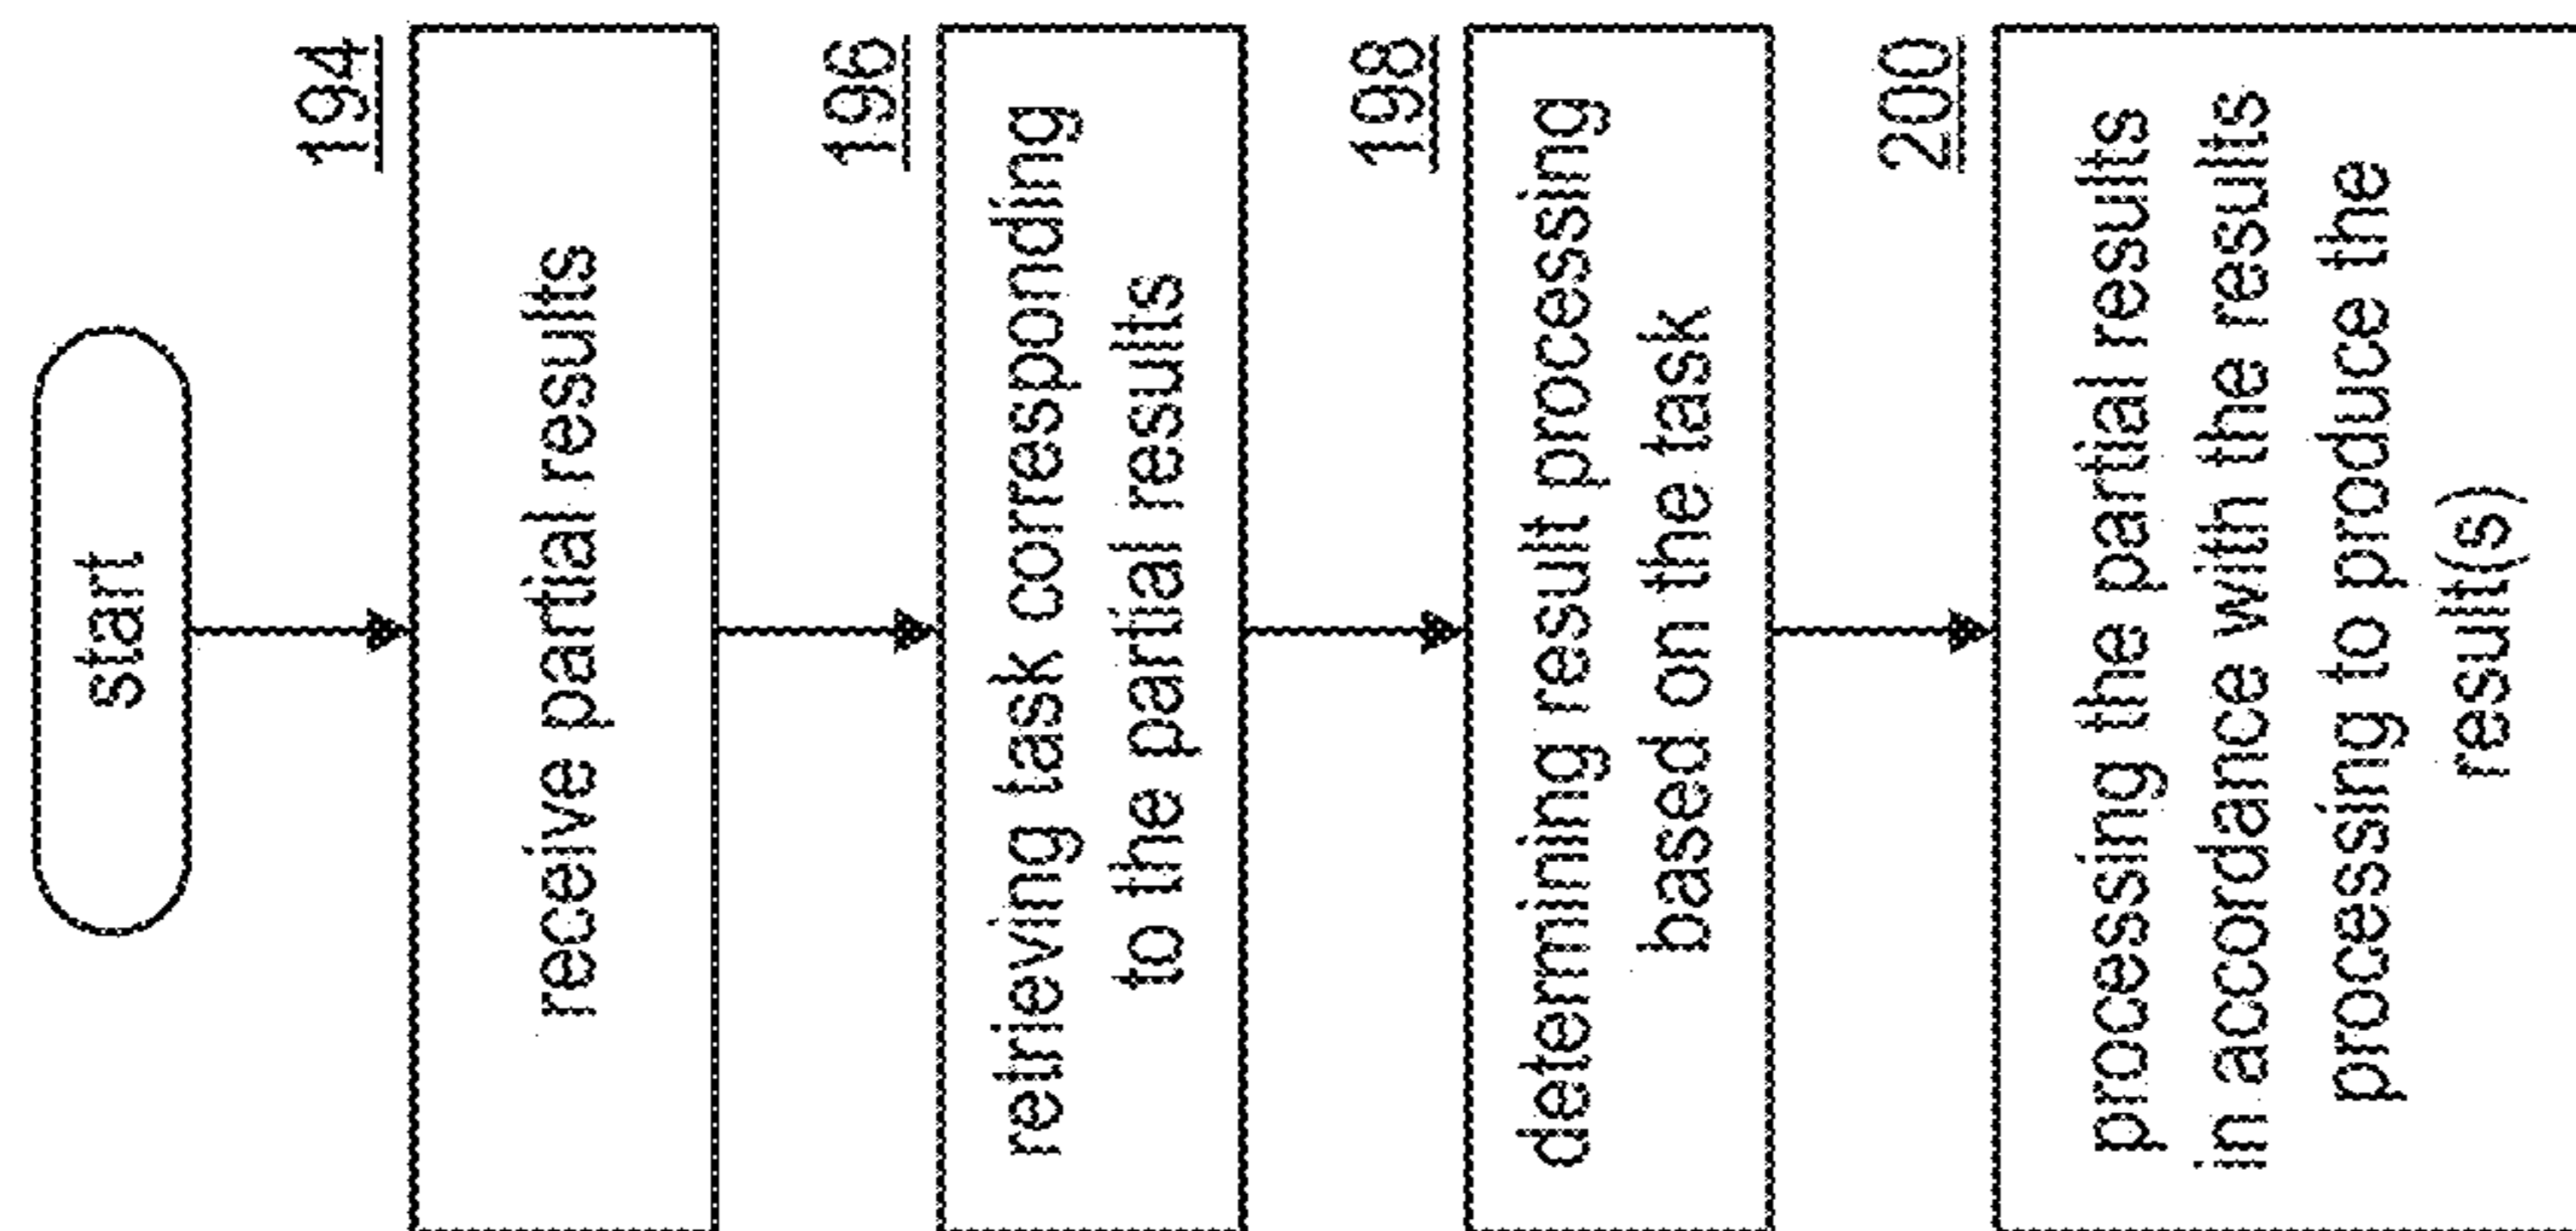 start
194
receive partial results
196
retrieving task corresponding
to the partial results
198
determining result processing
based on the task
200
processing the partial results
in accordance with the results
processing to produce the
result(s)